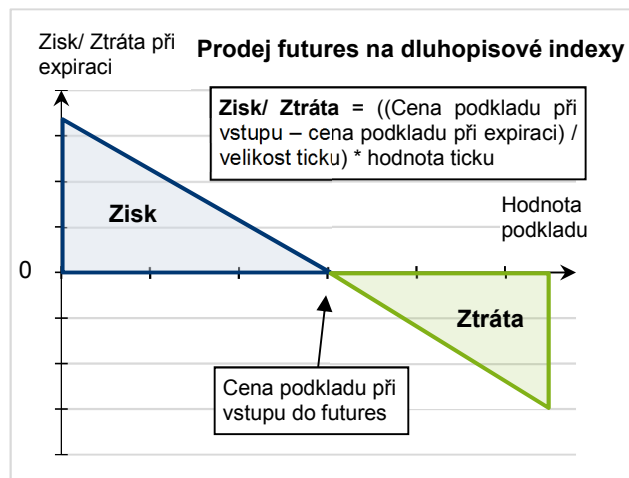 Zisk/ Ztráta při
expiraci
Prodej futures na dluhopisové indexy
Zisk/ Ztráta = ((Cena podkladu při
vstupu – cena podkladu při expiraci) /
velikost ticku) * hodnota ticku
Zisk
Hodnota
podkladu
0
Ztráta
Cena podkladu při
vstupu do futures